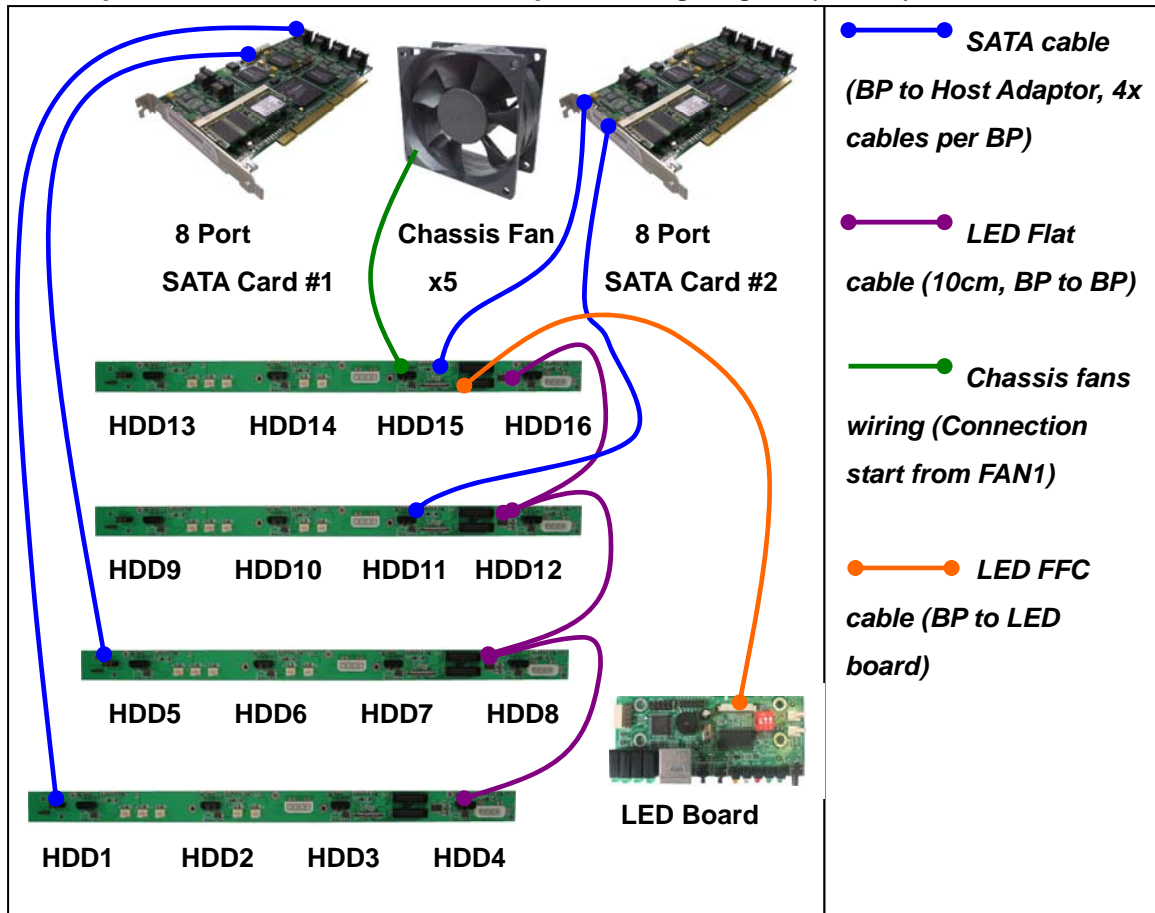 8 Port
SATA Card #1
Chassis Fan
x5
8 Port
SATA Card #2
HDD13 HDD14 HDD15 HDD16
HDD9 HDD10 HDD11 HDD12
HDD5 HDD6 HDD7 HDD8
HDD1 HDD2 HDD3 HDD4
LED Board
SATA cable
(BP to Host Adaptor, 4x
cables per BP)
LED Flat
cable (10cm, BP to BP)
Chassis fans
wiring (Connection
start from FAN1)
LED FFC
cable (BP to LED
board)